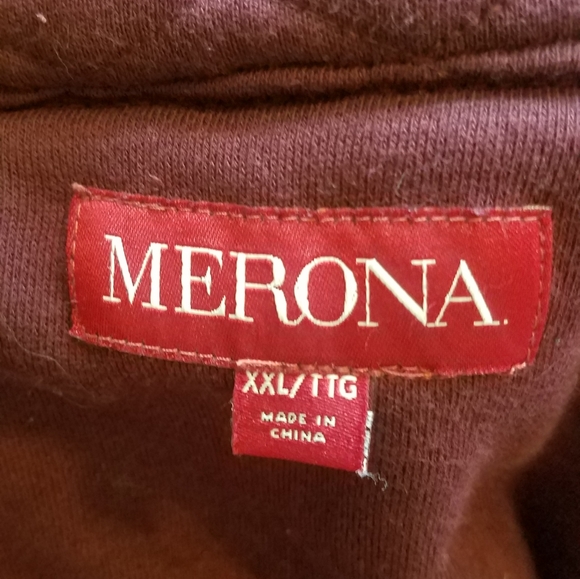 MERONA.
XXL/TTG
MADE IN
CHINA